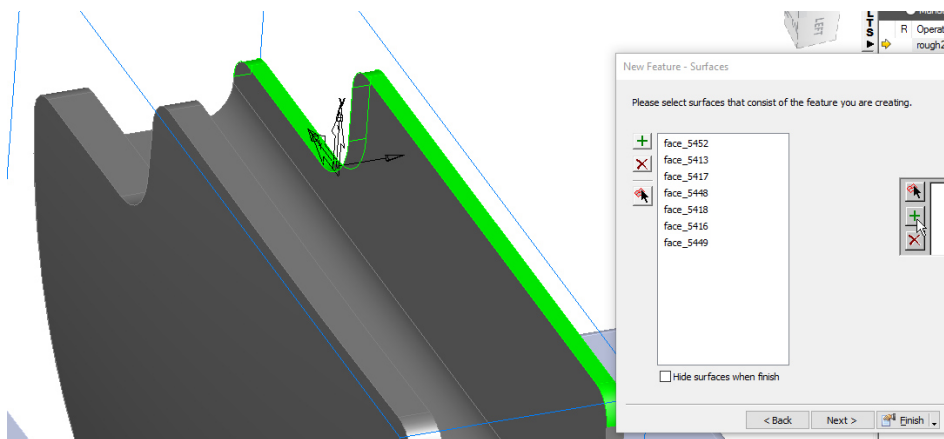 LEFT
L
T
S
R Operat
rough2
New Feature - Surfaces
Please select surfaces that consist of the feature you are creating.
face_5452
face_5413
face_5417
face_5448
face_5418
face_5416
face_5449
Hide surfaces when finish
< Back Next > Finish
y